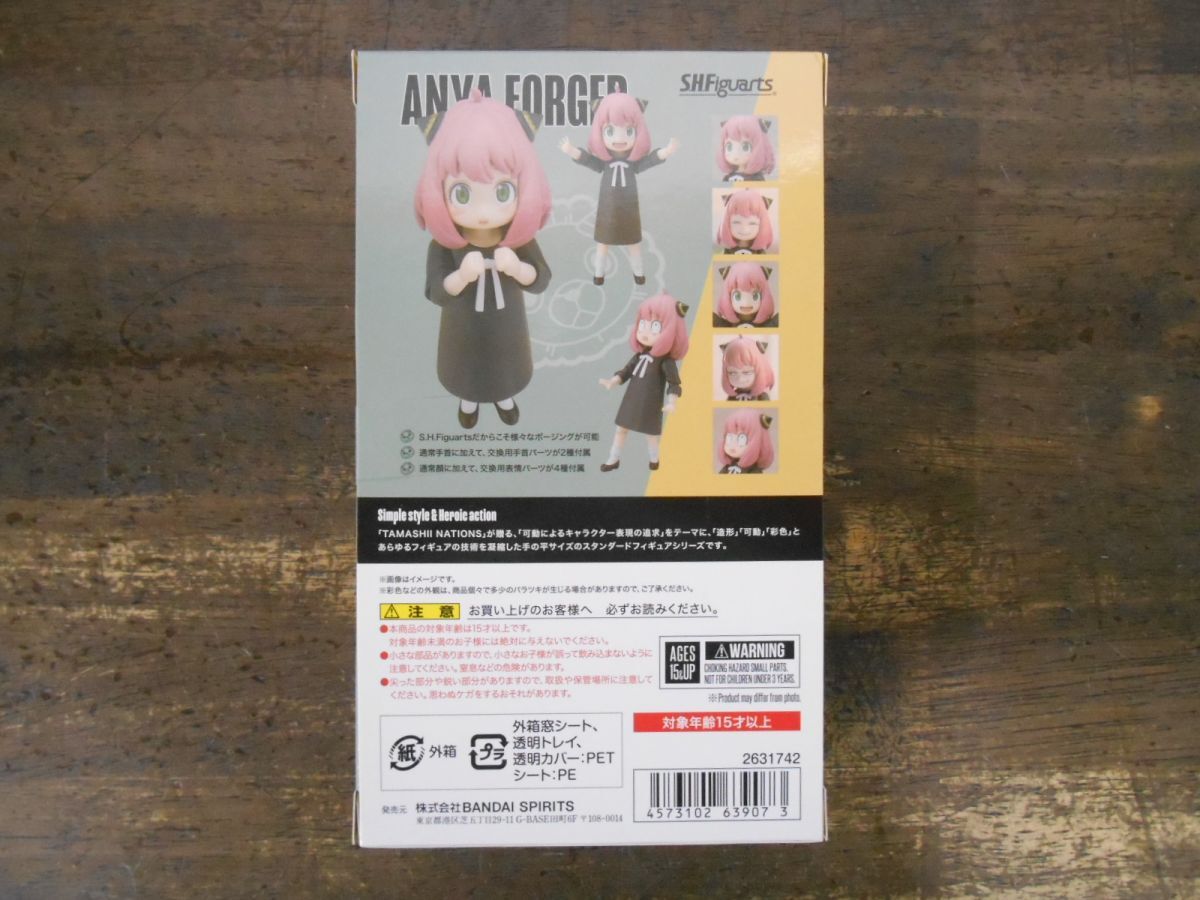 ANYA FORGER
S.H.Figuarts
S.H.Figuartsだからこそ様々なポージングが可能
通常手首に加えて、交換用手首パーツが2種付属
通常顔に加えて、交換用表情パーツが4種付属
Simple style & Heroic action
「TAMASHII NATIONS」が贈る、「可動によるキャラクター表現の追求」をテーマに、「造形」「可動」「彩色」と
あらゆるフィギュアの技術を凝縮した手の平サイズのスタンダードフィギュアシリーズです。
※画像はイメージです。
※彩色などの外観は、商品個々で多少のバラツキが生じる場合がありますので、ご了承ください。
注意 お買い上げのお客様へ 必ずお読みください。
●本商品の対象年齢は15才以上です。
対象年齢未満のお子様には絶対に与えないでください。
●小さな部品がありますので、小さなお子様が誤って飲み込まないように
注意してください。窒息などの危険があります。
●尖った部分や鋭い部分がありますので、取扱や保管場所に注意して
ください。思わぬケガをするおそれがあります。
AGES
15&UP
WARNING
CHOKING HAZARD SMALL PARTS.
NOT FOR CHILDREN UNDER 3 YEARS.
※Product may differ from photo.
対象年齢15才以上
紙 外箱
プラ
外箱窓シート、
透明トレイ、
透明カバー:PET
シート:PE
2631742
4573102 63907 3
発売元 株式会社BANDAI SPIRITS
東京都港区芝五丁目29-11 G-BASE田町6F 〒108-0014